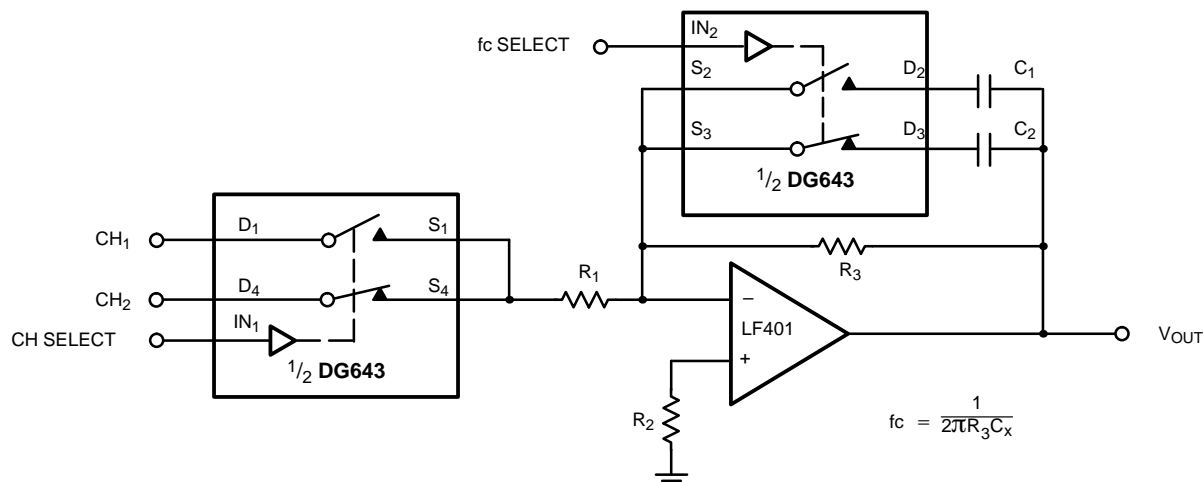 IN₂
fc SELECT
S₂
D₂
C₁
S₃
D₃
C₂
1/2 DG643
D₁
S₁
CH₁
R₃
R₁
D₄
S₄
CH₂
−
LF401
IN₁
CH SELECT
VOUT
+
1/2 DG643
R₂
fc = 1/2πR₃Cₓ